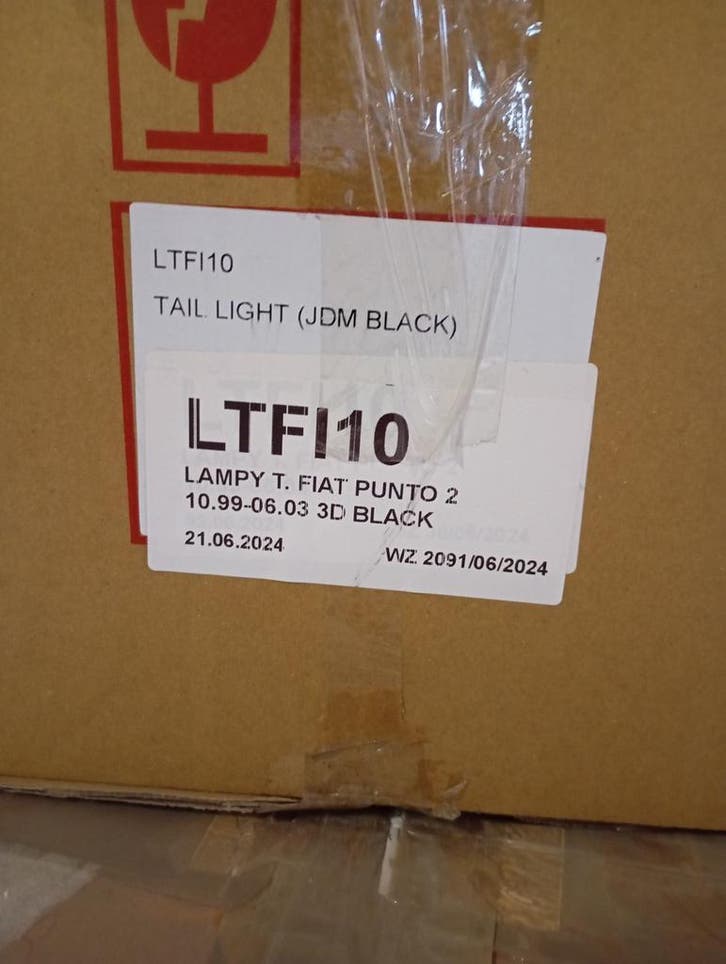 LTFI10
TAIL LIGHT (JDM BLACK)
LTFI10
LAMPY T. FIAT PUNTO 2
10.99-06.03 3D BLACK
21.06.2024
WZ 2091/06/2024